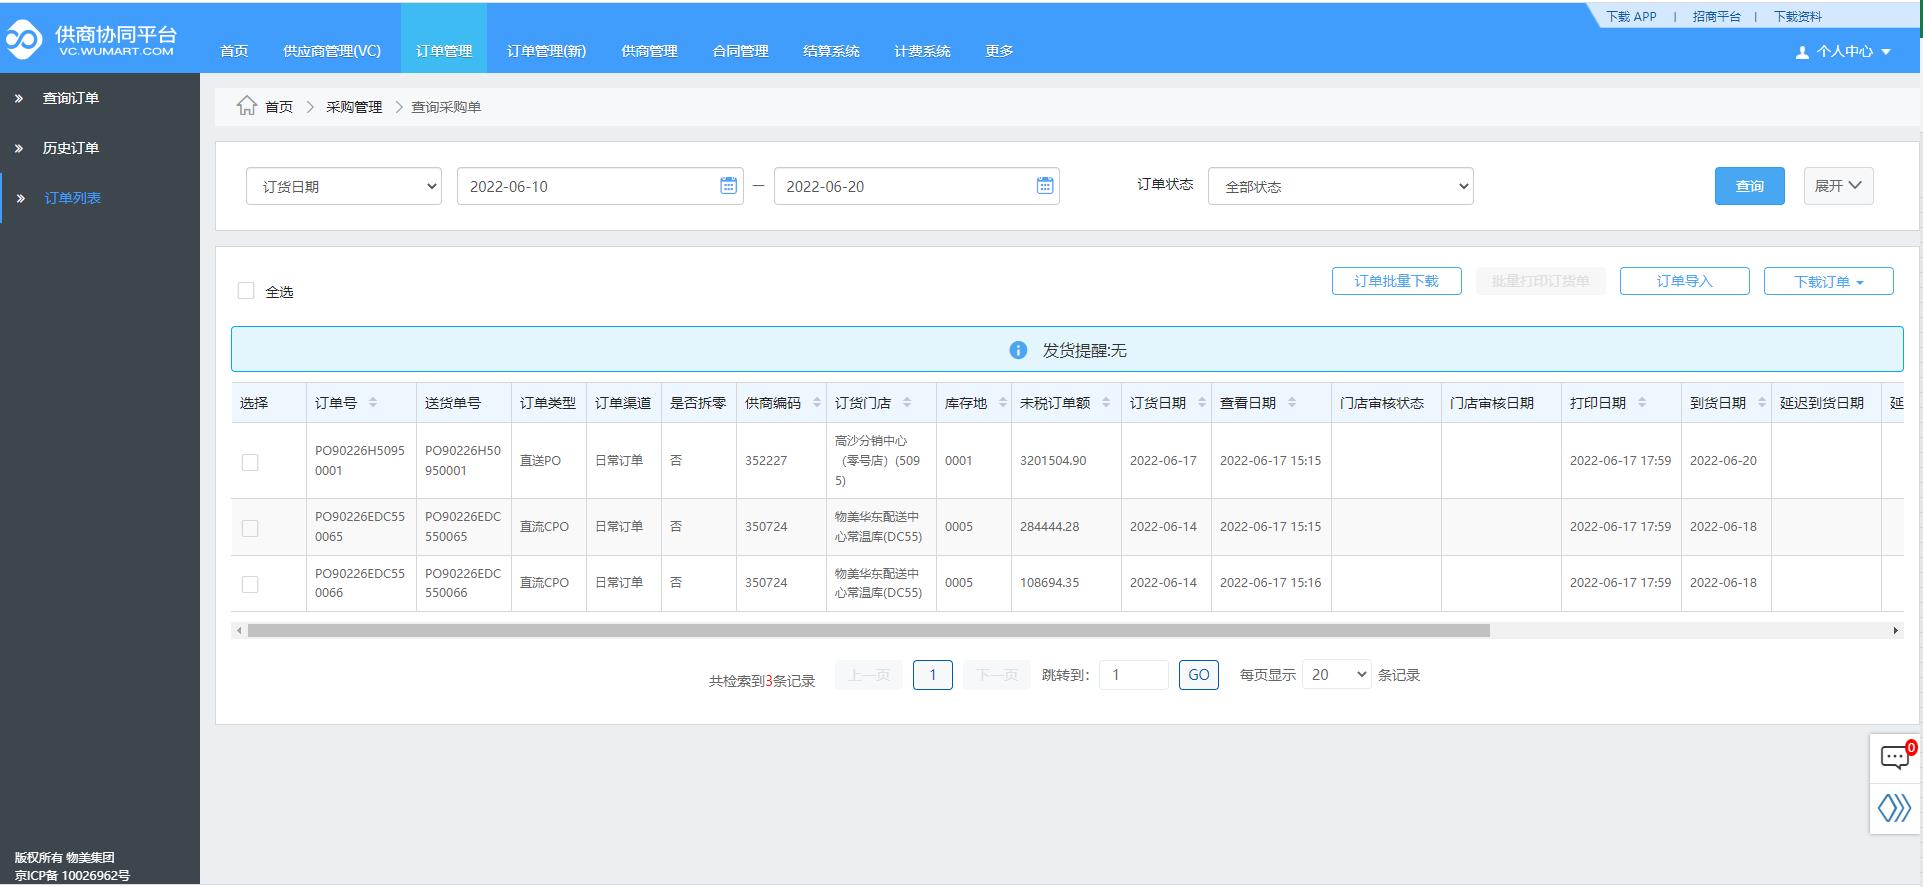 下载 APP | 招商平台 | 下载资料
供商协同平台
VC.WUMART.COM
首页 供应商管理(VC) 订单管理 订单管理(新) 供商管理 合同管理 结算系统 计费系统 更多 个人中心
查询订单
历史订单
订单列表
首页 > 采购管理 > 查询采购单
订货日期 2022-06-10 — 2022-06-20 订单状态 全部状态 查询 展开
全选 订单批量下载 批量打印订货单 订单导入 下载订单
发货提醒:无
选择 订单号 送货单号 订单类型 订单渠道 是否拆零 供商编码 订货门店 库存地 未税订单额 订货日期 查看日期 门店审核状态 门店审核日期 打印日期 到货日期 延迟到货日期 延
PO90226H50950001 PO90226H50950001 直送PO 日常订单 否 352227 高沙分销中心（零号店）(5095) 0001 3201504.90 2022-06-17 2022-06-17 15:15 2022-06-17 17:59 2022-06-20
PO90226EDC550065 PO90226EDC550065 直流CPO 日常订单 否 350724 物美华东配送中心常温库(DC55) 0005 284444.28 2022-06-14 2022-06-17 15:15 2022-06-17 17:59 2022-06-18
PO90226EDC550066 PO90226EDC550066 直流CPO 日常订单 否 350724 物美华东配送中心常温库(DC55) 0005 108694.35 2022-06-14 2022-06-17 15:16 2022-06-17 17:59 2022-06-18
共检索到3条记录 上一页 1 下一页 跳转到： 1 GO 每页显示 20 条记录
0
版权所有 物美集团
京ICP备 10026962号